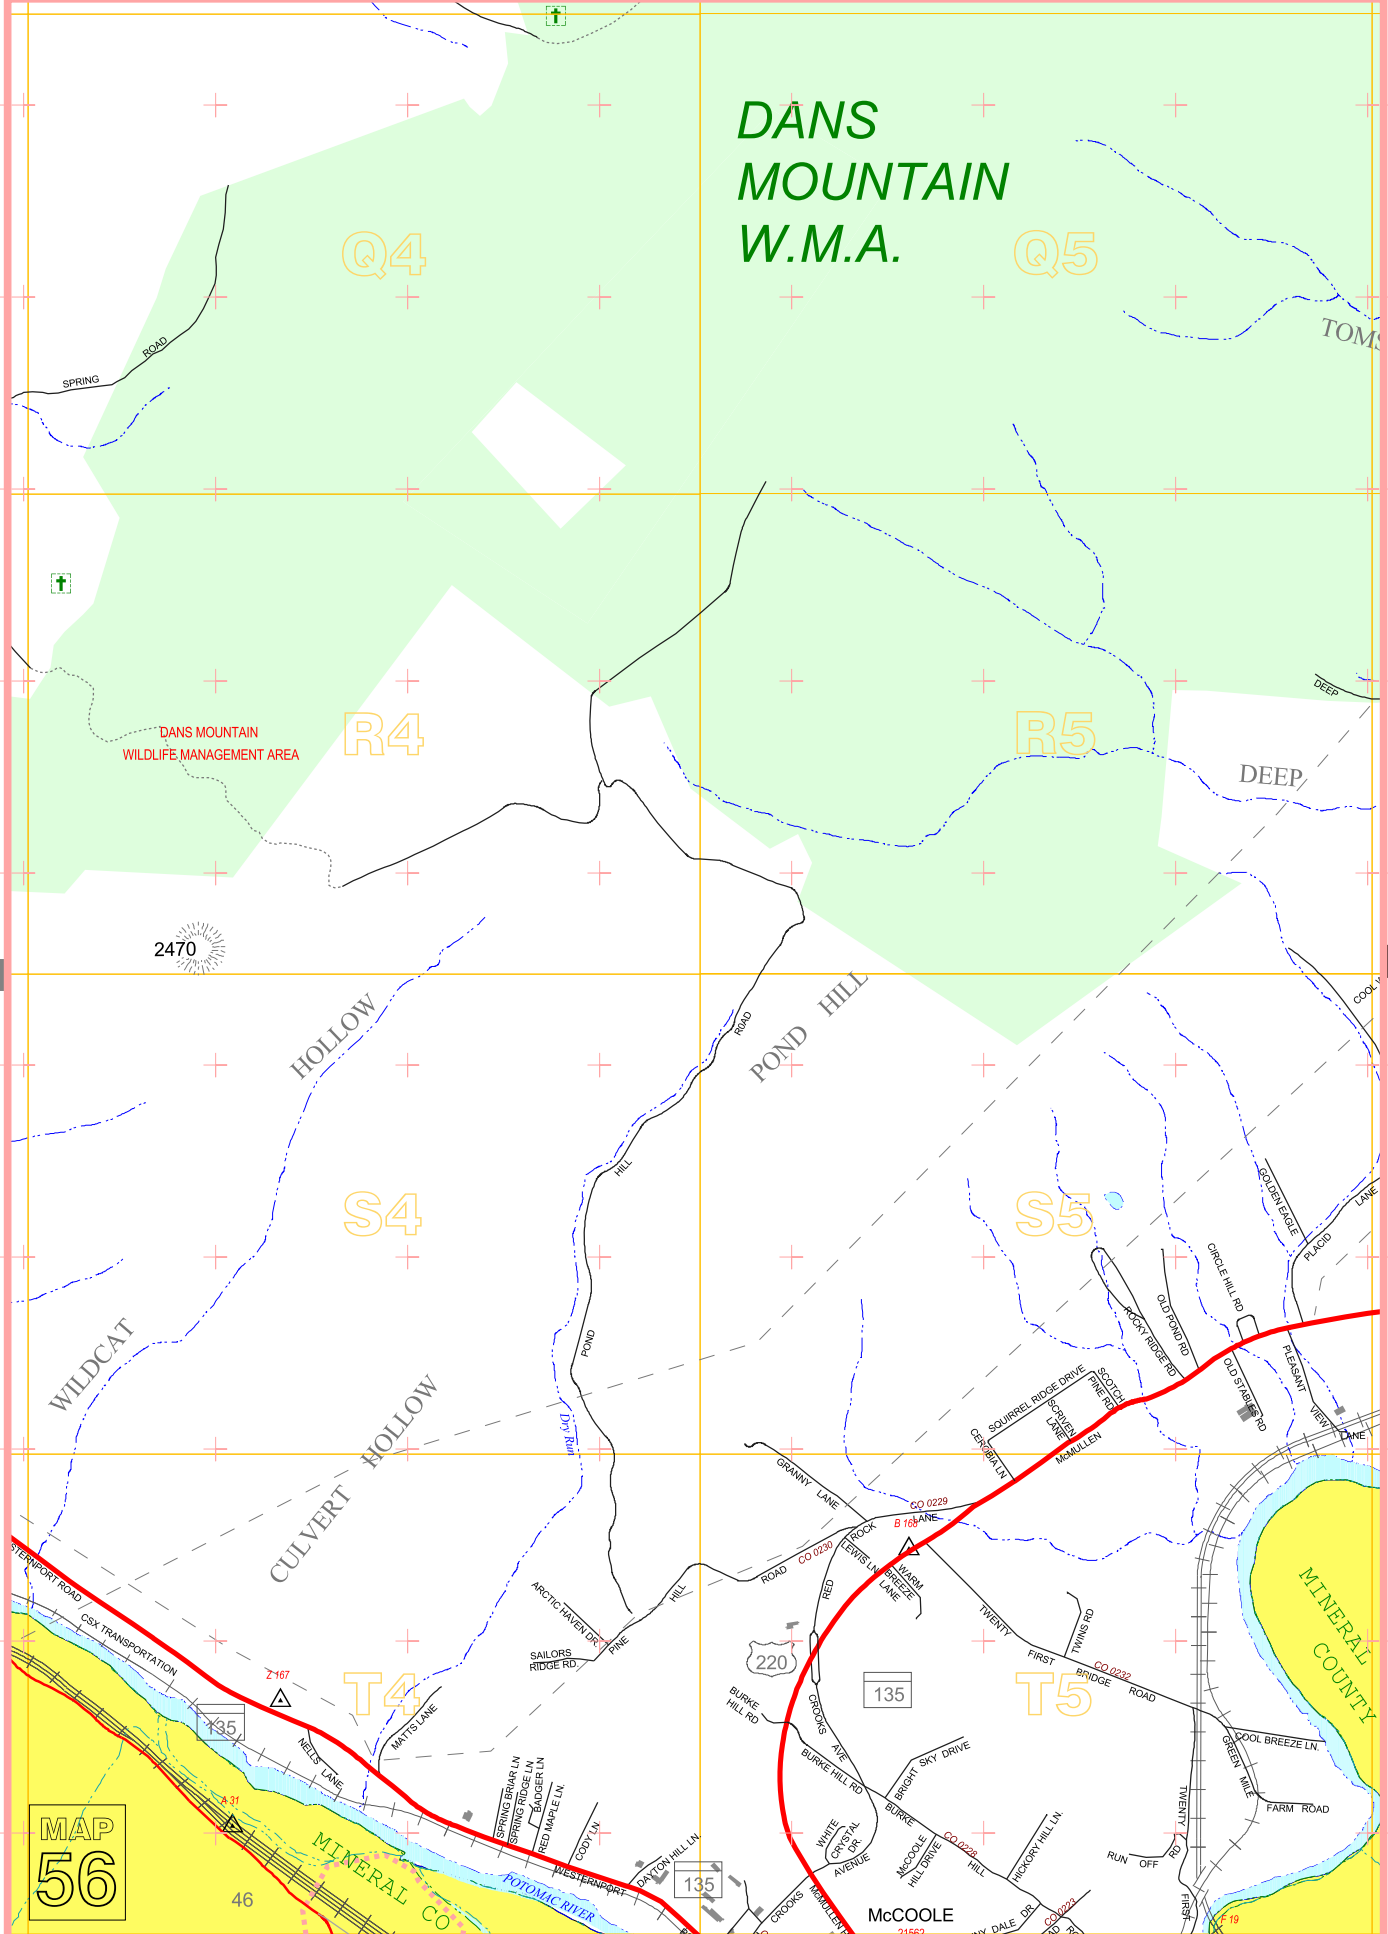 DANS
MOUNTAIN
W.M.A.
Q4
Q5
TOMS
ROAD
SPRING
DEEP
R4
R5
DANS MOUNTAIN
WILDLIFE MANAGEMENT AREA
DEEP
2470
HOLLOW
POND HILL
ROAD
COOL
HILL
S4
S5
GOLDEN EAGLE
LANE
PLACID
CIRCLE HILL RD
OLD POND RD
ROCKY RIDGE RD
POND
WILDCAT
PLEASANT
VIEW
LANE
OLD STABLES RD
SQUIRREL RIDGE DRIVE
SCOTCH
PINE RD
SCRIVEN
LANE
McMULLEN
CEROBIA LN
HOLLOW
Dry Run
CULVERT
GRANNY LANE
CO 0229
LANE
ROCK
B 168
CO 0230
ROAD
LEWIS LN
WARM
BREEZE
LANE
RED
HILL
ARCTIC HAVEN DR.
PINE
SAILORS
RIDGE RD.
STERNPORT ROAD
CSX TRANSPORTATION
TWENTY
FIRST
BRIDGE
ROAD
TWINS RD
CO 0232
MINERAL
COUNTY
Z 167
T4
T5
220
135
135
MATTS LANE
NELLS LANE
BURKE
HILL RD
CROOKS
AVE
BURKE HILL RD
BRIGHT SKY DRIVE
COOL BREEZE LN.
GREEN
MILE
FARM ROAD
TWENTY
SPRING BRIAR LN
SPRING RIDGE LN
BADGER LN
RED MAPLE LN.
CODY LN.
DAYTON HILL LN.
WESTERNPORT
A 31
MAP
56
46
MINERAL CO
POTOMAC RIVER
135
BURKE
HILL
CO 0228
WHITE
CRYSTAL
DR.
AVENUE
McCOOLE
HILL DRIVE
HICKORY HILL LN.
RUN OFF
RD
FIRST
CROOKS
McMULLEN
McCOOLE
21562
NY DALE DR
CO 0223
F 19